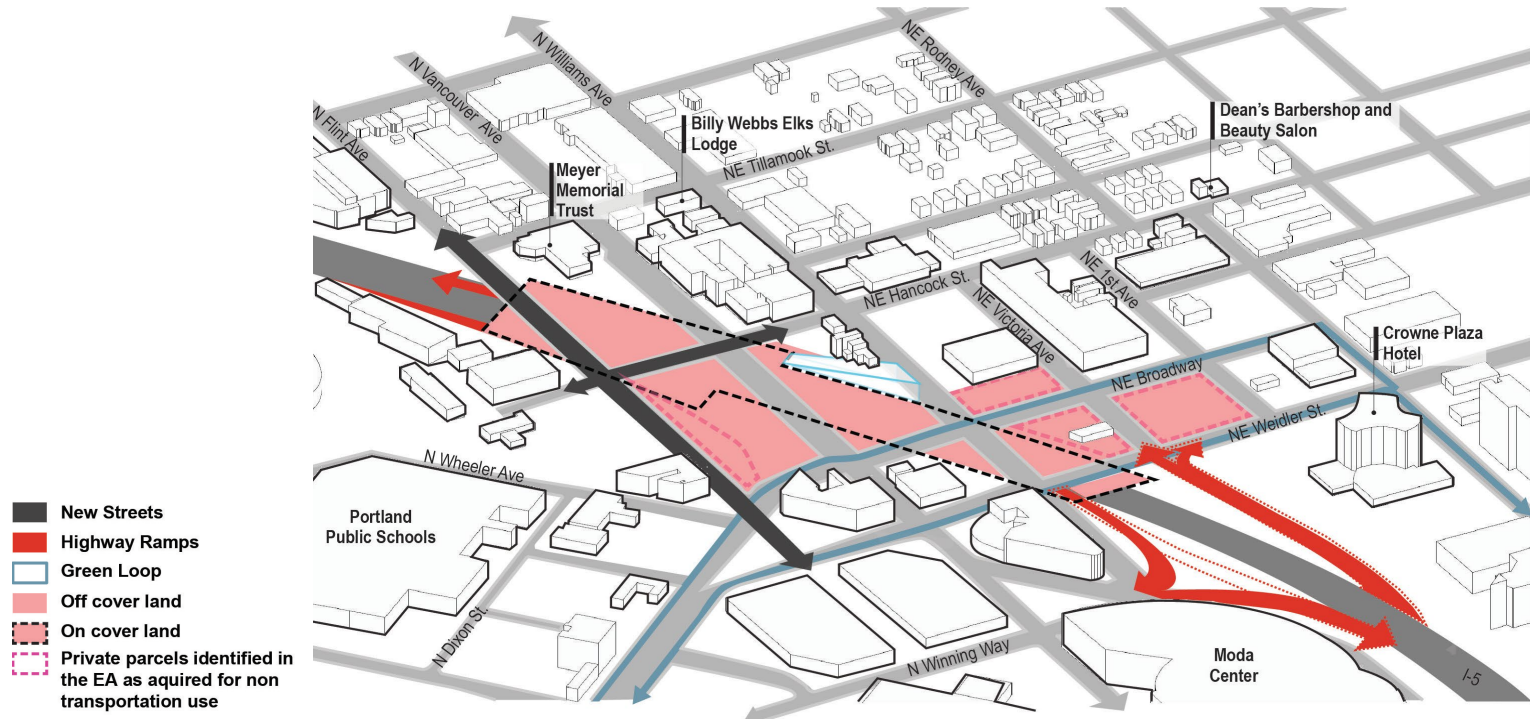 N Williams Ave
N Vancouver Ave
N Flint Ave
NE Rodney Ave
Dean's Barbershop and
Beauty Salon
Billy Webbs Elks
Lodge
NE Tillamook St.
Meyer
Memorial
Trust
NE Hancock St.
NE Victoria Ave
NE 1st Ave
Crowne Plaza
Hotel
NE Broadway
NE Weidler St.
N Wheeler Ave
Portland
Public Schools
N Dixon St.
N Winning Way
Moda
Center
I-5
New Streets
Highway Ramps
Green Loop
Off cover land
On cover land
Private parcels identified in
the EA as aquired for non
transportation use